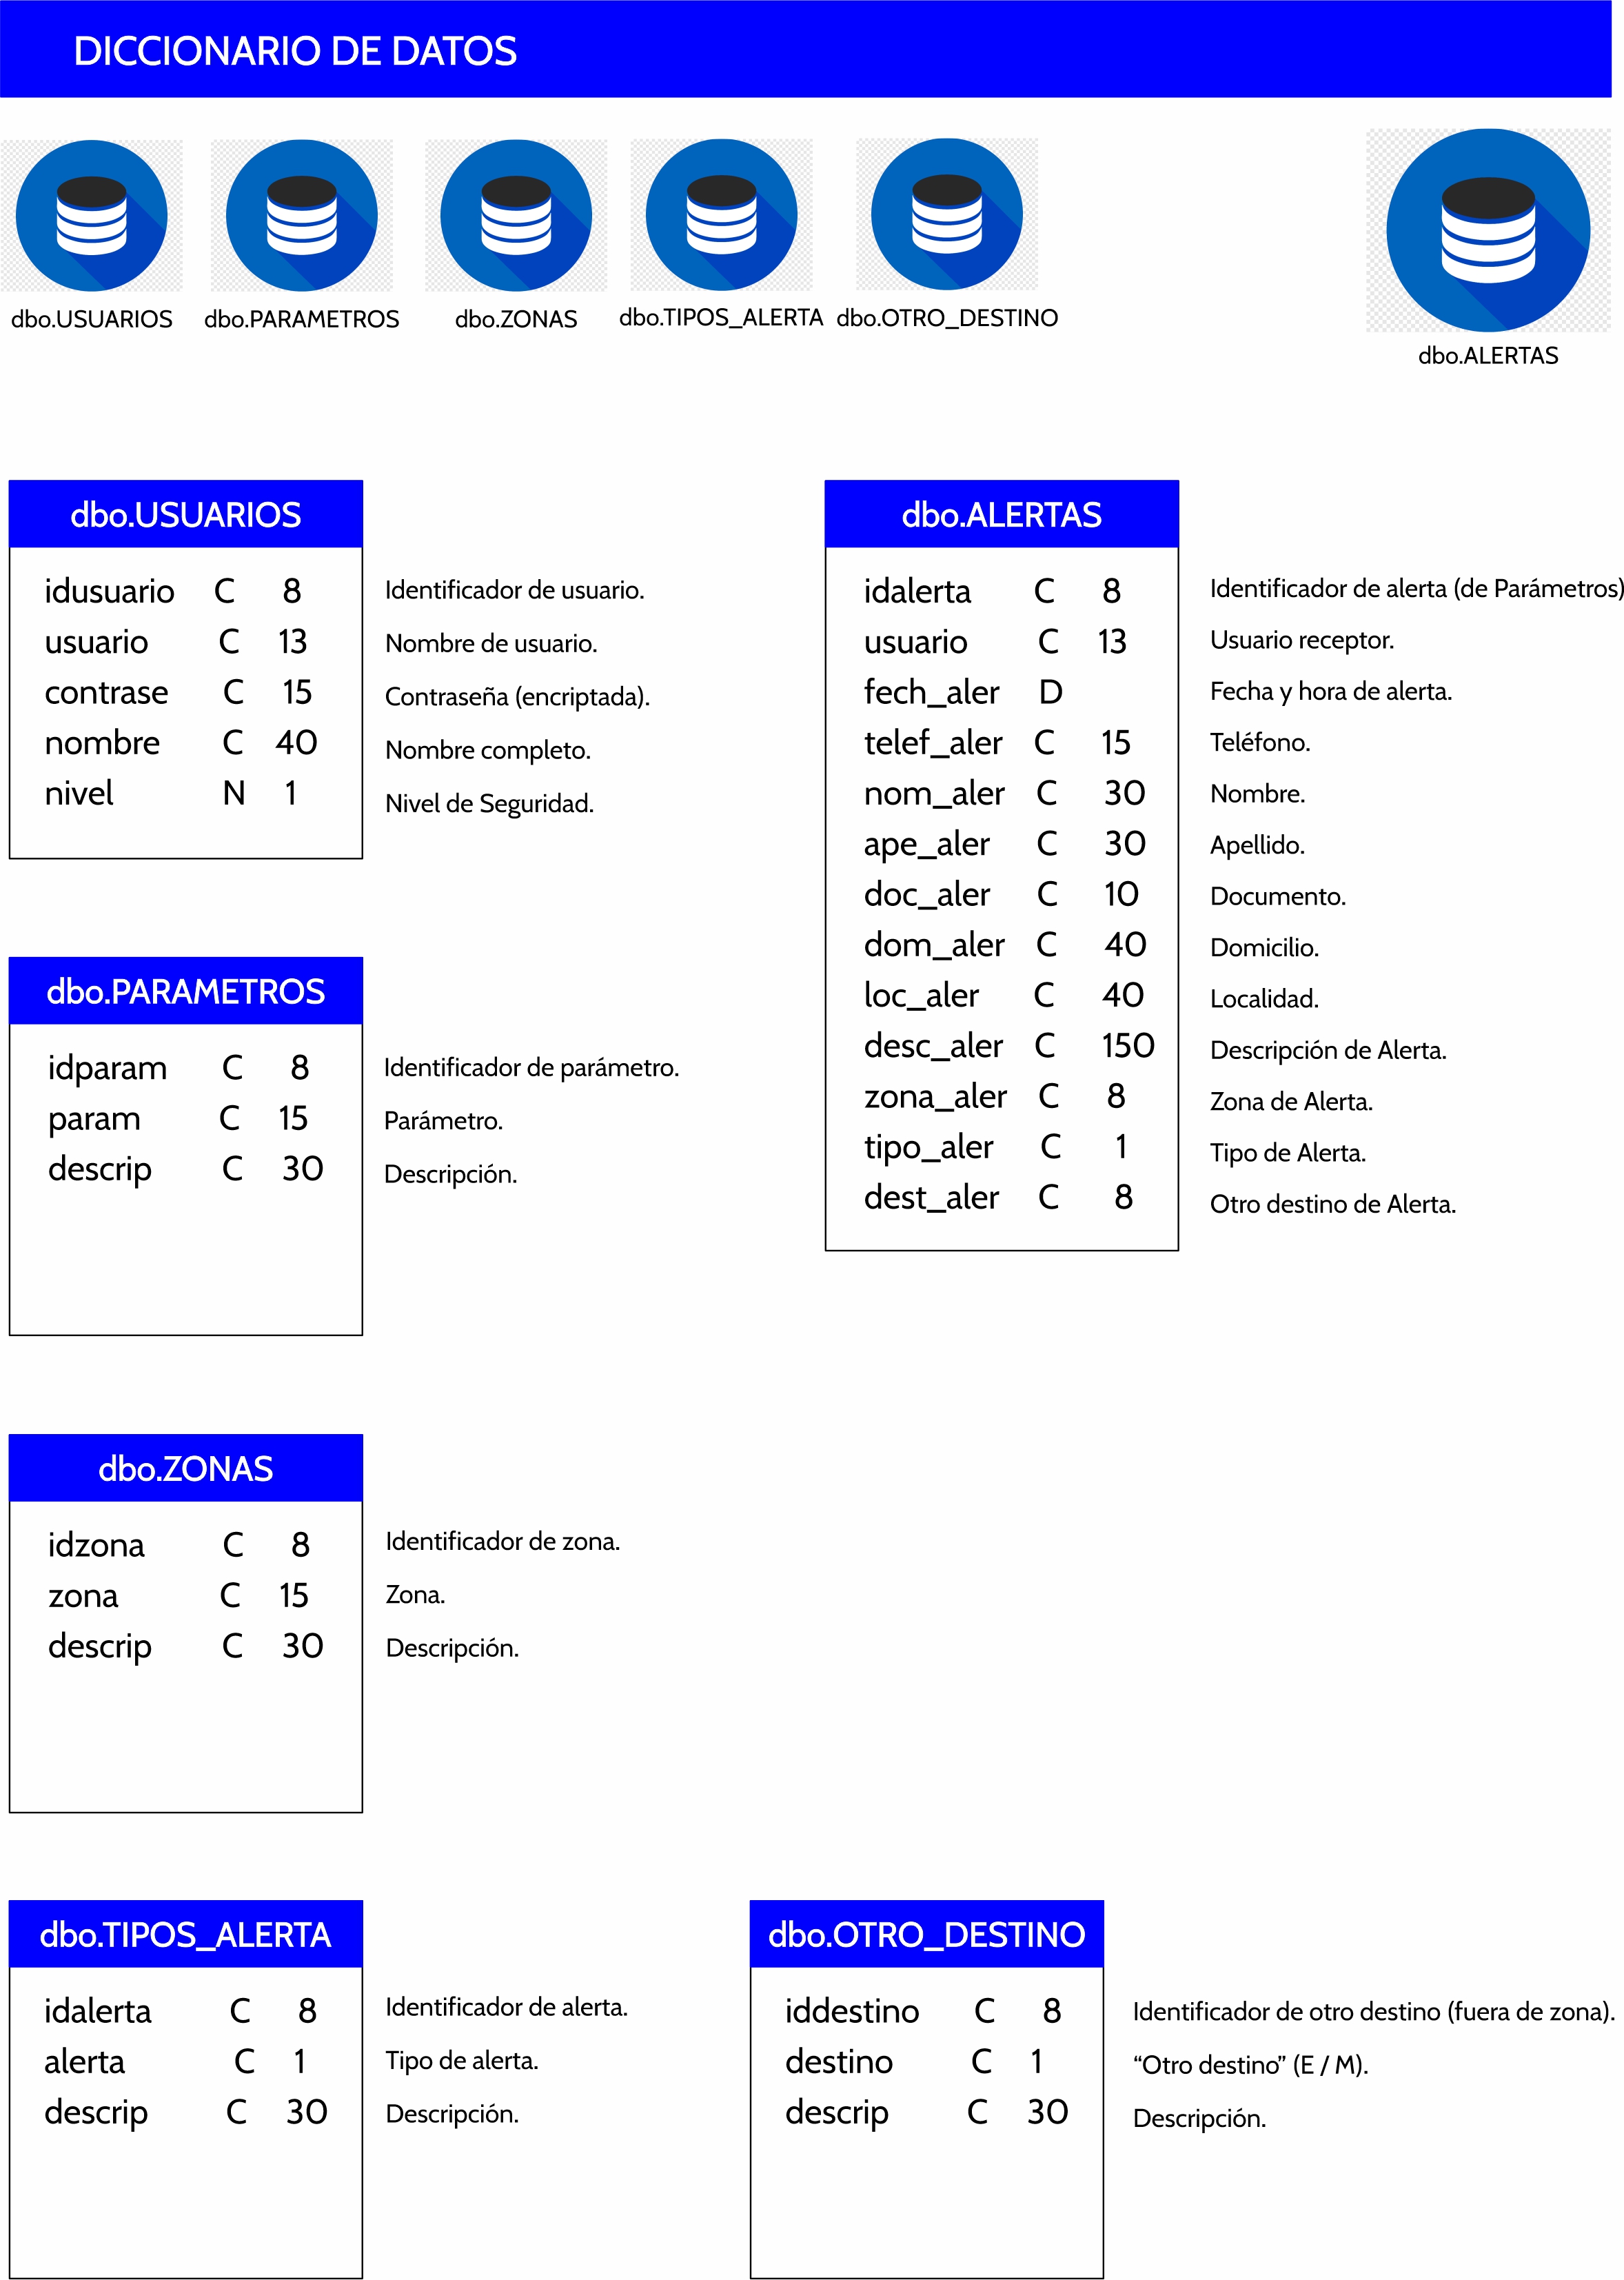 DICCIONARIO DE DATOS
dbo.USUARIOS
dbo.PARAMETROS
dbo.ZONAS
dbo.TIPOS_ALERTA
dbo.OTRO_DESTINO
dbo.ALERTAS
dbo.USUARIOS
idusuario C 8 Identificador de usuario.
usuario C 13 Nombre de usuario.
contrase C 15 Contraseña (encriptada).
nombre C 40 Nombre completo.
nivel N 1 Nivel de Seguridad.
dbo.ALERTAS
idalerta C 8 Identificador de alerta (de Parámetros)
usuario C 13 Usuario receptor.
fech_aler D Fecha y hora de alerta.
telef_aler C 15 Teléfono.
nom_aler C 30 Nombre.
ape_aler C 30 Apellido.
doc_aler C 10 Documento.
dom_aler C 40 Domicilio.
loc_aler C 40 Localidad.
desc_aler C 150 Descripción de Alerta.
zona_aler C 8 Zona de Alerta.
tipo_aler C 1 Tipo de Alerta.
dest_aler C 8 Otro destino de Alerta.
dbo.PARAMETROS
idparam C 8 Identificador de parámetro.
param C 15 Parámetro.
descrip C 30 Descripción.
dbo.ZONAS
idzona C 8 Identificador de zona.
zona C 15 Zona.
descrip C 30 Descripción.
dbo.TIPOS_ALERTA
idalerta C 8 Identificador de alerta.
alerta C 1 Tipo de alerta.
descrip C 30 Descripción.
dbo.OTRO_DESTINO
iddestino C 8 Identificador de otro destino (fuera de zona).
destino C 1 “Otro destino” (E / M).
descrip C 30 Descripción.